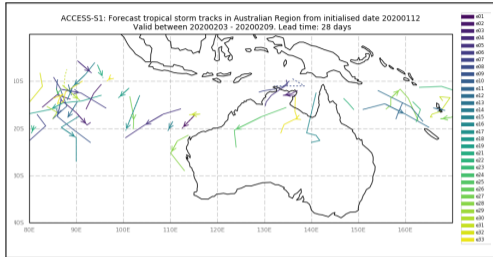 ACCESS-S1: Forecast tropical storm tracks in Australian Region from initialised date 20200112
Valid between 20200203 - 20200209. Lead time: 28 days
10S
20S
30S
40S
80E
90E
100E
110E
120E
130E
140E
150E
160E
e01
e02
e03
e04
e05
e06
e07
e08
e09
e10
e11
e12
e13
e14
e15
e16
e17
e18
e19
e20
e21
e22
e23
e24
e25
e26
e27
e28
e29
e30
e31
e32
e33